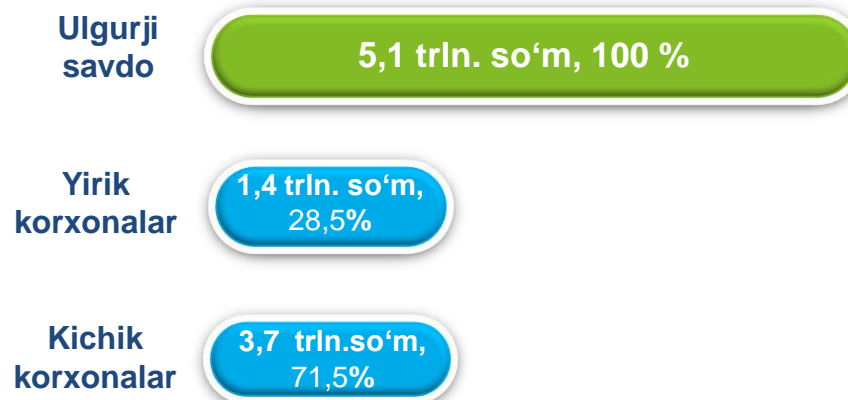 Ulgurji
savdo
5,1 trln. so‘m, 100 %
Yirik
korxonalar
1,4 trln. so‘m,
28,5%
Kichik
korxonalar
3,7 trln.so‘m,
71,5%